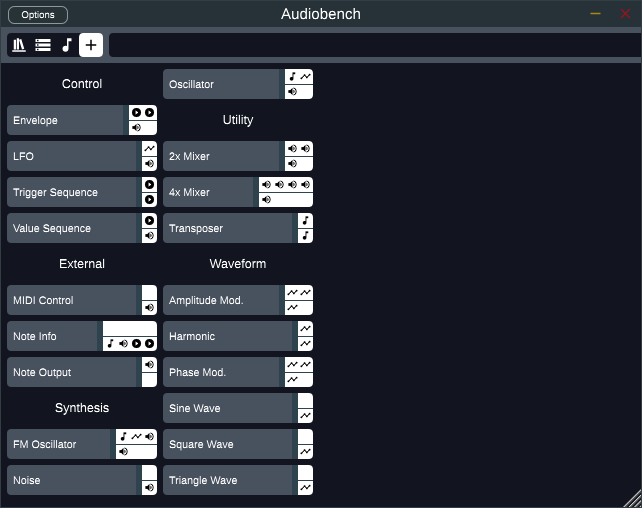 Options
Audiobench
Control
Envelope
LFO
Trigger Sequence
Value Sequence
External
MIDI Control
Note Info
Note Output
Synthesis
FM Oscillator
Noise
Oscillator
Utility
2x Mixer
4x Mixer
Transposer
Waveform
Amplitude Mod.
Harmonic
Phase Mod.
Sine Wave
Square Wave
Triangle Wave